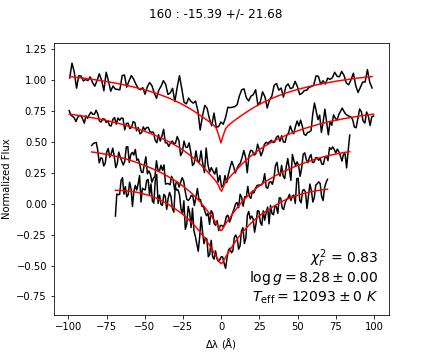 160 : -15.39 +/- 21.68
1.25
1.00
0.75
0.50
0.25
0.00
−0.25
−0.50
−0.75
Normalized Flux
χ²ᵣ = 0.83
log g = 8.28 ± 0.00
T_eff = 12093 ± 0 K
−100 −75 −50 −25 0 25 50 75 100
Δλ (Å)